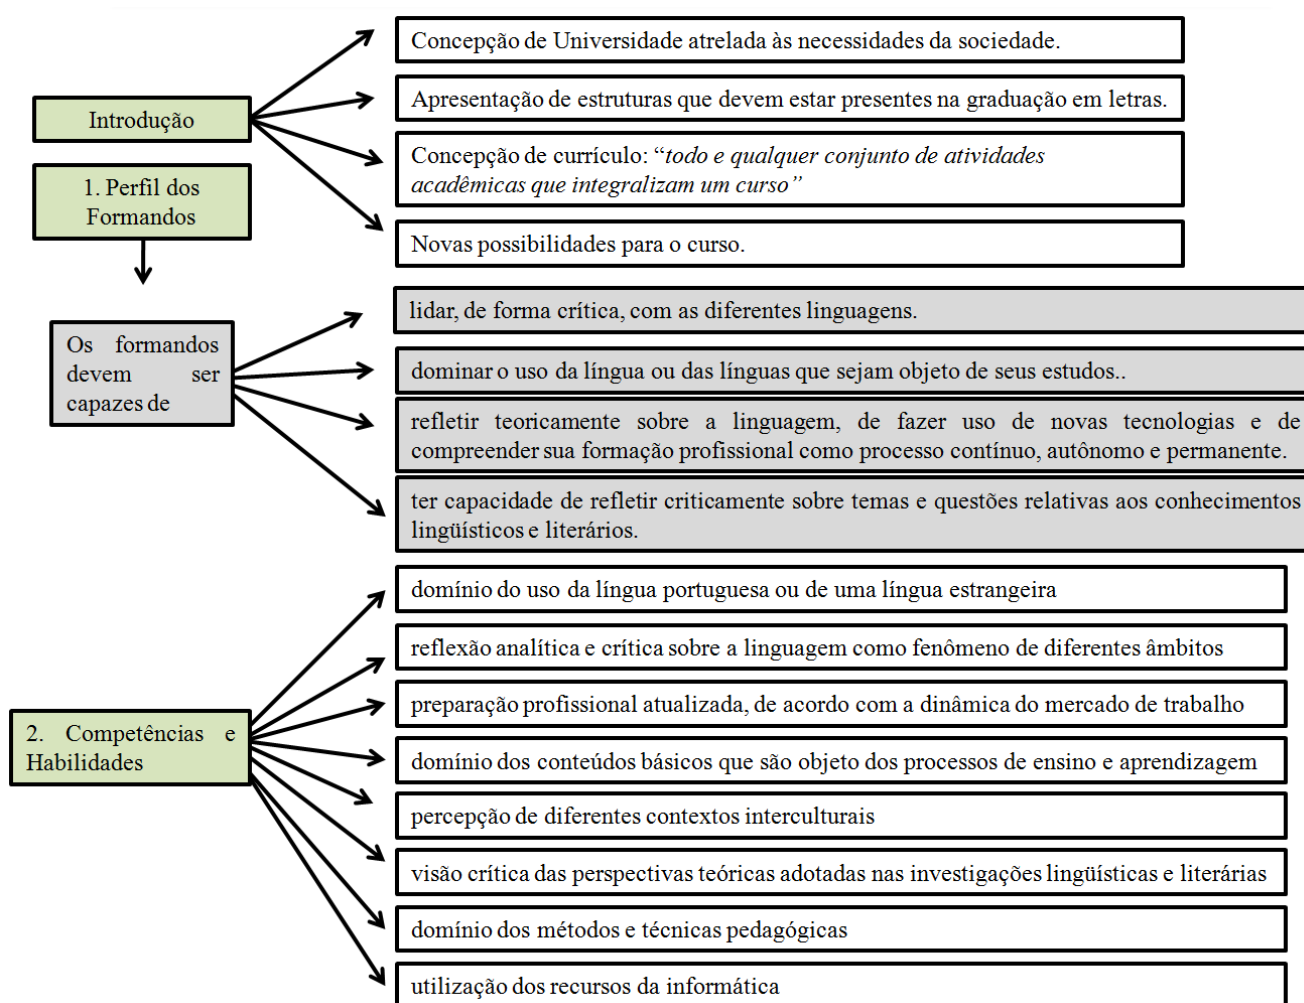 Introdução
Concepção de Universidade atrelada às necessidades da sociedade.
Apresentação de estruturas que devem estar presentes na graduação em letras.
Concepção de currículo: “todo e qualquer conjunto de atividades
acadêmicas que integralizam um curso”
Novas possibilidades para o curso.
1. Perfil dos
Formandos
Os formandos
devem ser
capazes de
lidar, de forma crítica, com as diferentes linguagens.
dominar o uso da língua ou das línguas que sejam objeto de seus estudos..
refletir teoricamente sobre a linguagem, de fazer uso de novas tecnologias e de
compreender sua formação profissional como processo contínuo, autônomo e permanente.
ter capacidade de refletir criticamente sobre temas e questões relativas aos conhecimentos
lingüísticos e literários.
2. Competências e
Habilidades
domínio do uso da língua portuguesa ou de uma língua estrangeira
reflexão analítica e crítica sobre a linguagem como fenômeno de diferentes âmbitos
preparação profissional atualizada, de acordo com a dinâmica do mercado de trabalho
domínio dos conteúdos básicos que são objeto dos processos de ensino e aprendizagem
percepção de diferentes contextos interculturais
visão crítica das perspectivas teóricas adotadas nas investigações lingüísticas e literárias
domínio dos métodos e técnicas pedagógicas
utilização dos recursos da informática